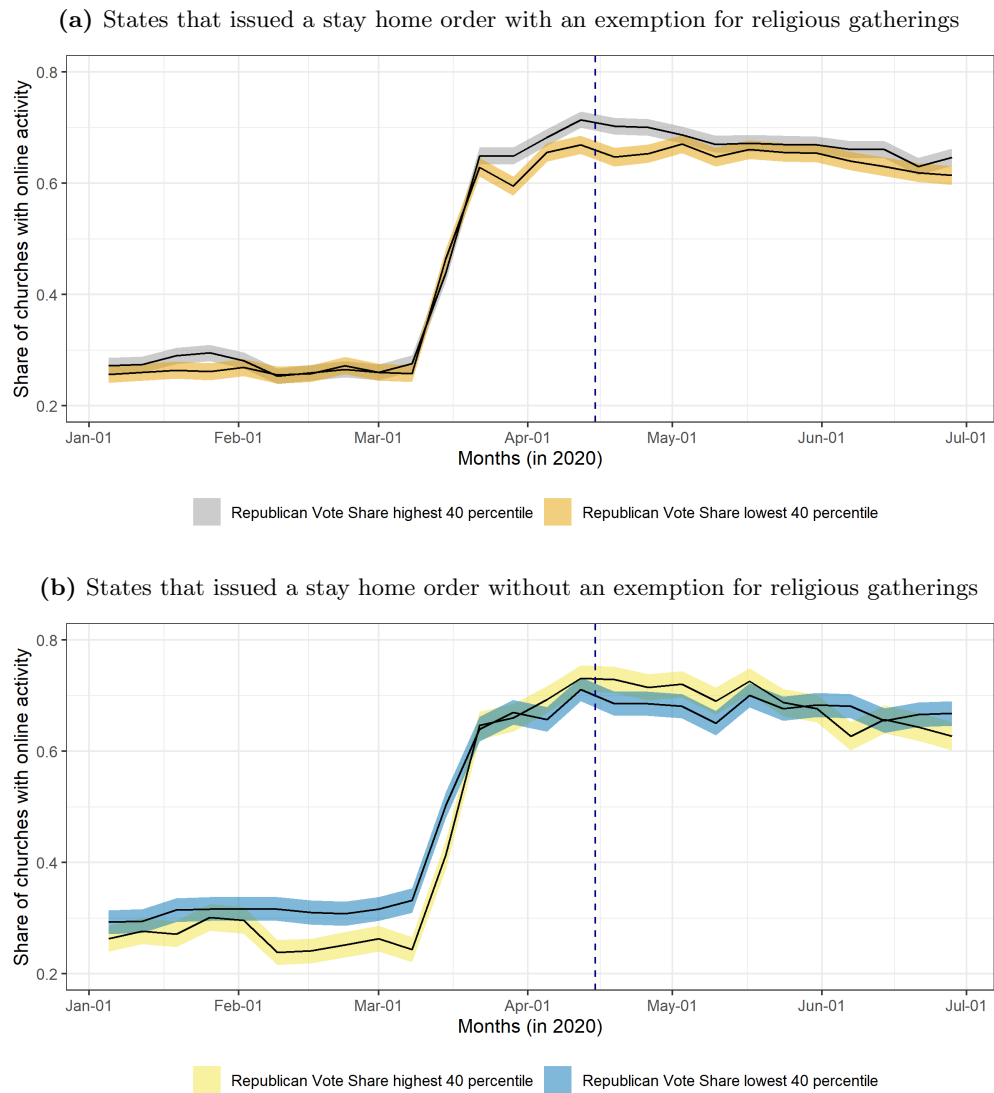 (a) States that issued a stay home order with an exemption for religious gatherings
Share of churches with online activity
0.8
0.6
0.4
0.2
Jan-01 Feb-01 Mar-01 Apr-01 May-01 Jun-01 Jul-01
Months (in 2020)
Republican Vote Share highest 40 percentile Republican Vote Share lowest 40 percentile
(b) States that issued a stay home order without an exemption for religious gatherings
Share of churches with online activity
0.8
0.6
0.4
0.2
Jan-01 Feb-01 Mar-01 Apr-01 May-01 Jun-01 Jul-01
Months (in 2020)
Republican Vote Share highest 40 percentile Republican Vote Share lowest 40 percentile